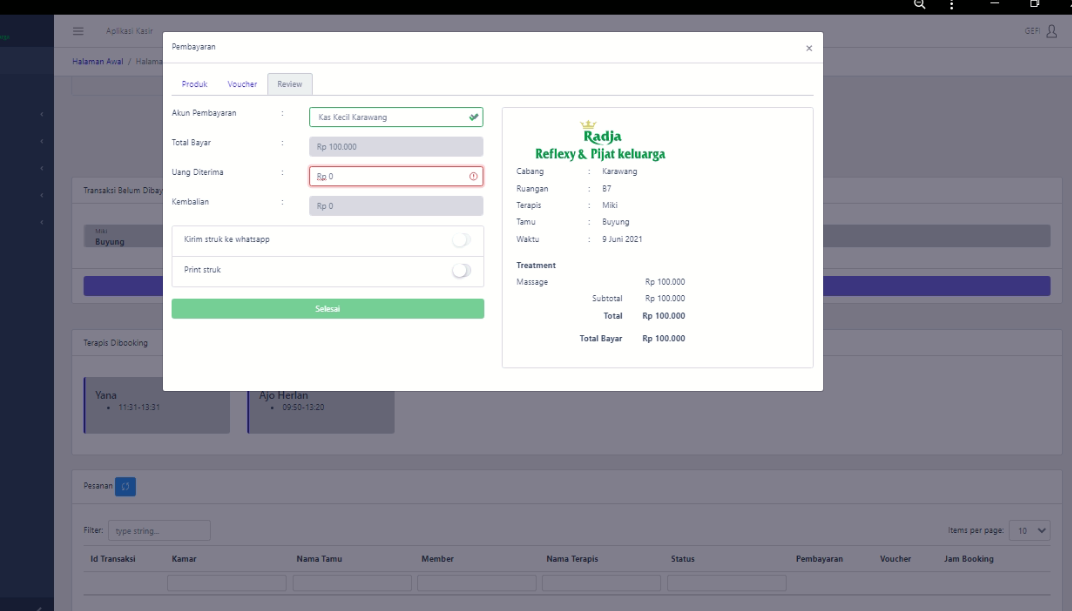 Aplikasi Kasir
GEFI
Halaman Awal / Halama
Pembayaran
×
Produk Voucher Review
Akun Pembayaran : Kas Kecil Karawang
Total Bayar : Rp 100.000
Uang Diterima : Rp 0
Kembalian : Rp 0
Kirim struk ke whatsapp
Print struk
Selesai
Radja
Reflexy & Pijat keluarga
Cabang : Karawang
Ruangan : B7
Terapis : Miki
Tamu : Buyung
Waktu : 9 Juni 2021
Treatment
Massage Rp 100.000
Subtotal Rp 100.000
Total Rp 100.000
Total Bayar Rp 100.000
Transaksi Belum Dibay
Miki
Buyung
Terapis Dibooking
Yana
• 11:31-13:31
Ajo Herlan
• 09:50-13:20
Pesanan
Filter: type string...
Items per page: 10
Id Transaksi Kamar Nama Tamu Member Nama Terapis Status Pembayaran Voucher Jam Booking